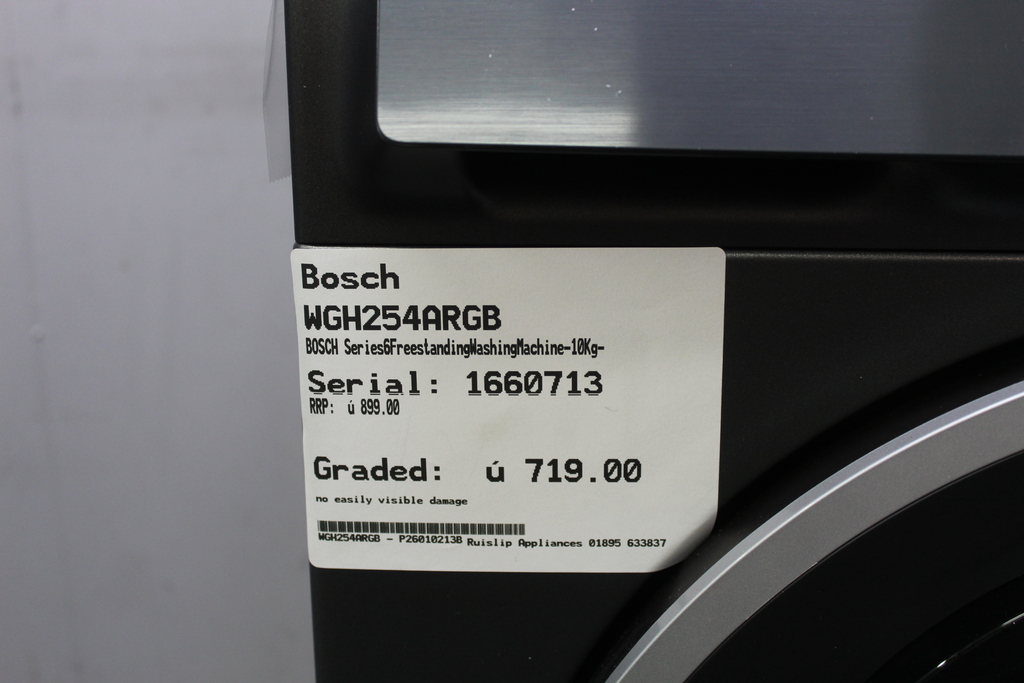 Bosch
WGH254ARGB
BOSCH Series6FreestandingWashingMachine-10Kg-
Serial: 1660713
RRP: ú 899.00
Graded: ú 719.00
no easily visible damage
WGH254ARGB - P26010213B Ruislip Appliances 01895 633837